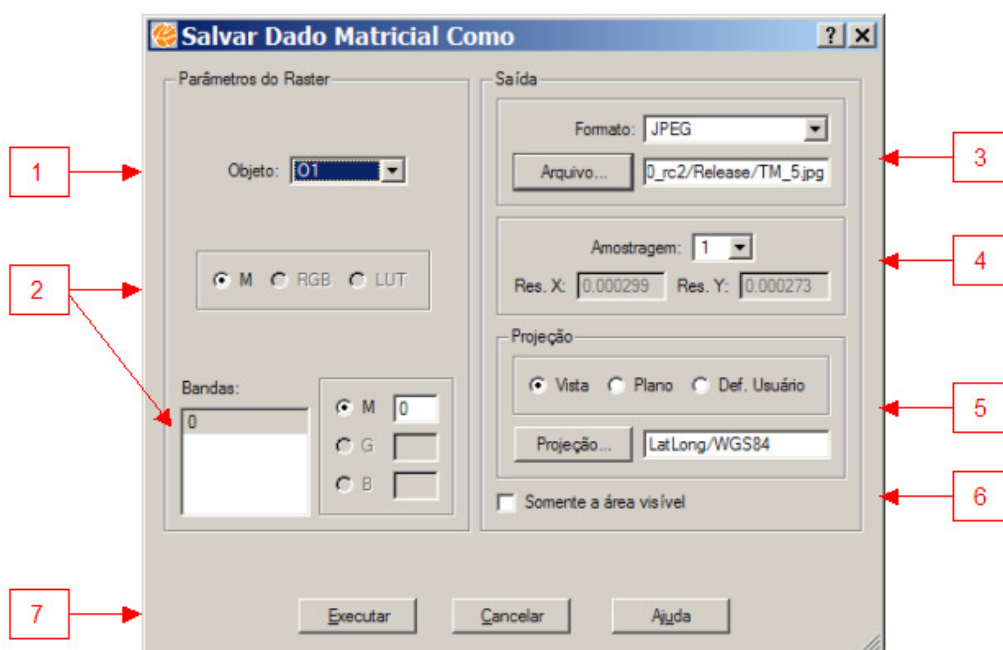 Salvar Dado Matricial Como
Parâmetros do Raster
1
Objeto: O1
2
M RGB LUT
Bandas:
0
M 0
G
B
Saída
Formato: JPEG
3
Arquivo... 0_rc2/Release/TM_5.jpg
Amostragem: 1
4
Res. X: 0.000299 Res. Y: 0.000273
Projeção
Vista Plano Def. Usuário
5
Projeção... LatLong/WGS84
Somente a área visível
6
7
Executar Cancelar Ajuda